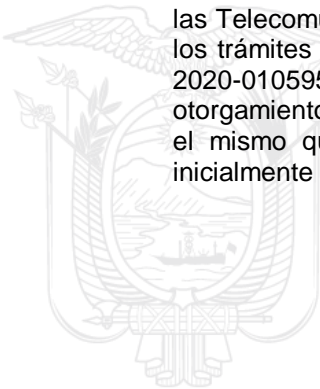 las Telecomu
los trámites
2020-010595
otorgamiento
el mismo qu
inicialmente